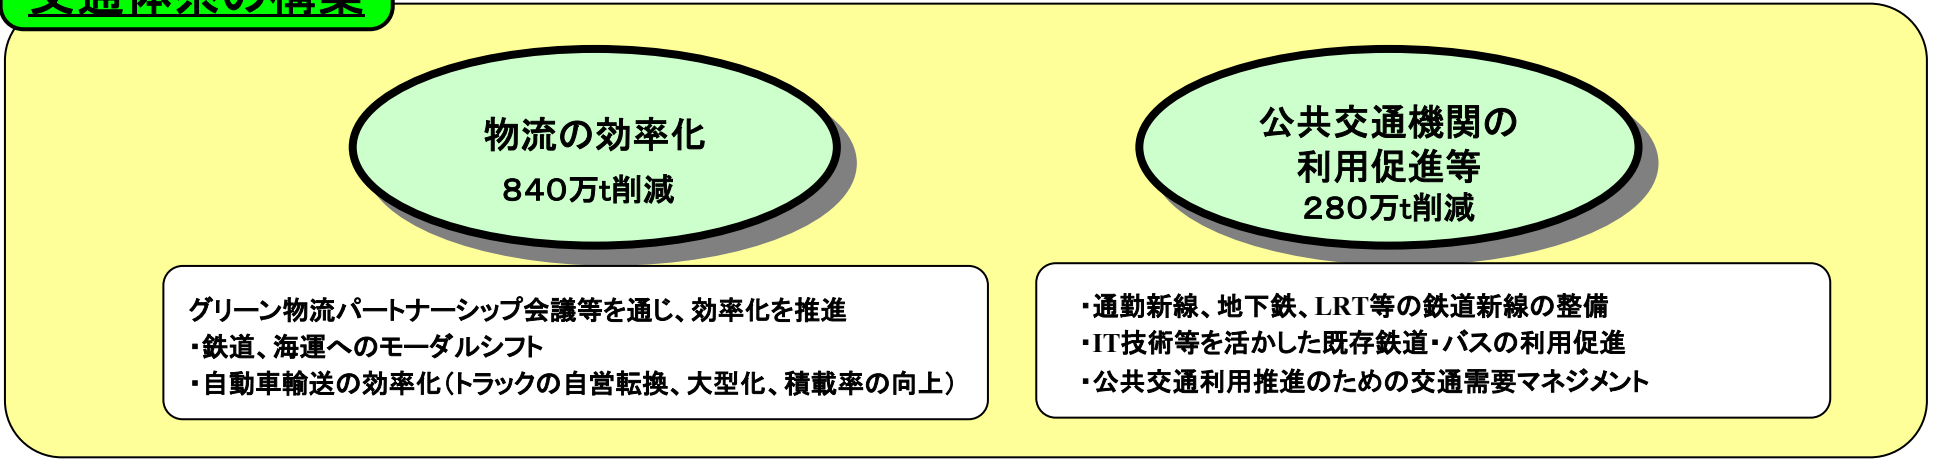 交通体系の構築
物流の効率化
840万t削減
グリーン物流パートナーシップ会議等を通じ、効率化を推進
・鉄道、海運へのモーダルシフト
・自動車輸送の効率化（トラックの自営転換、大型化、積載率の向上）
公共交通機関の
利用促進等
280万t削減
・通勤新線、地下鉄、LRT等の鉄道新線の整備
・IT技術等を活かした既存鉄道・バスの利用促進
・公共交通利用推進のための交通需要マネジメント